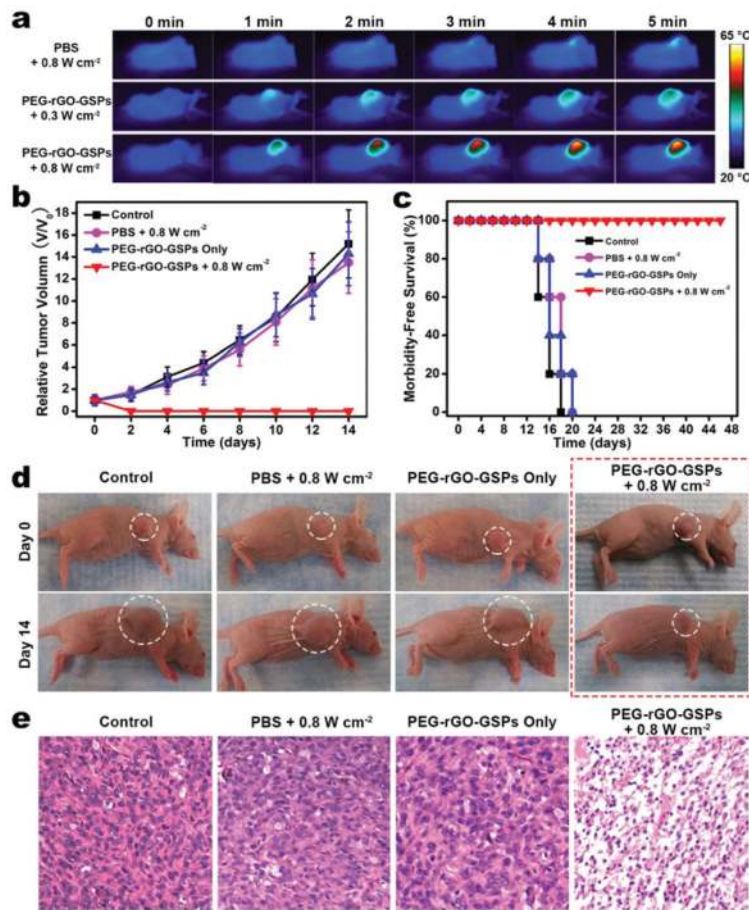 a
0 min 1 min 2 min 3 min 4 min 5 min
65 °C
PBS
+ 0.8 W cm⁻²
PEG-rGO-GSPs
+ 0.3 W cm⁻²
PEG-rGO-GSPs
+ 0.8 W cm⁻²
20 °C
b
Relative Tumor Volumn (V/V₀)
18
16
14
12
10
8
6
4
2
0
Control
PBS + 0.8 W cm⁻²
PEG-rGO-GSPs Only
PEG-rGO-GSPs + 0.8 W cm⁻²
0 2 4 6 8 10 12 14
Time (days)
c
Morbidity-Free Survival (%)
100
80
60
40
20
0
Control
PBS + 0.8 W cm⁻²
PEG-rGO-GSPs Only
PEG-rGO-GSPs + 0.8 W cm⁻²
0 4 8 12 16 20 24 28 32 36 40 44 48
Time (days)
d
Control PBS + 0.8 W cm⁻² PEG-rGO-GSPs Only PEG-rGO-GSPs
+ 0.8 W cm⁻²
Day 0
Day 14
e
Control PBS + 0.8 W cm⁻² PEG-rGO-GSPs Only PEG-rGO-GSPs
+ 0.8 W cm⁻²